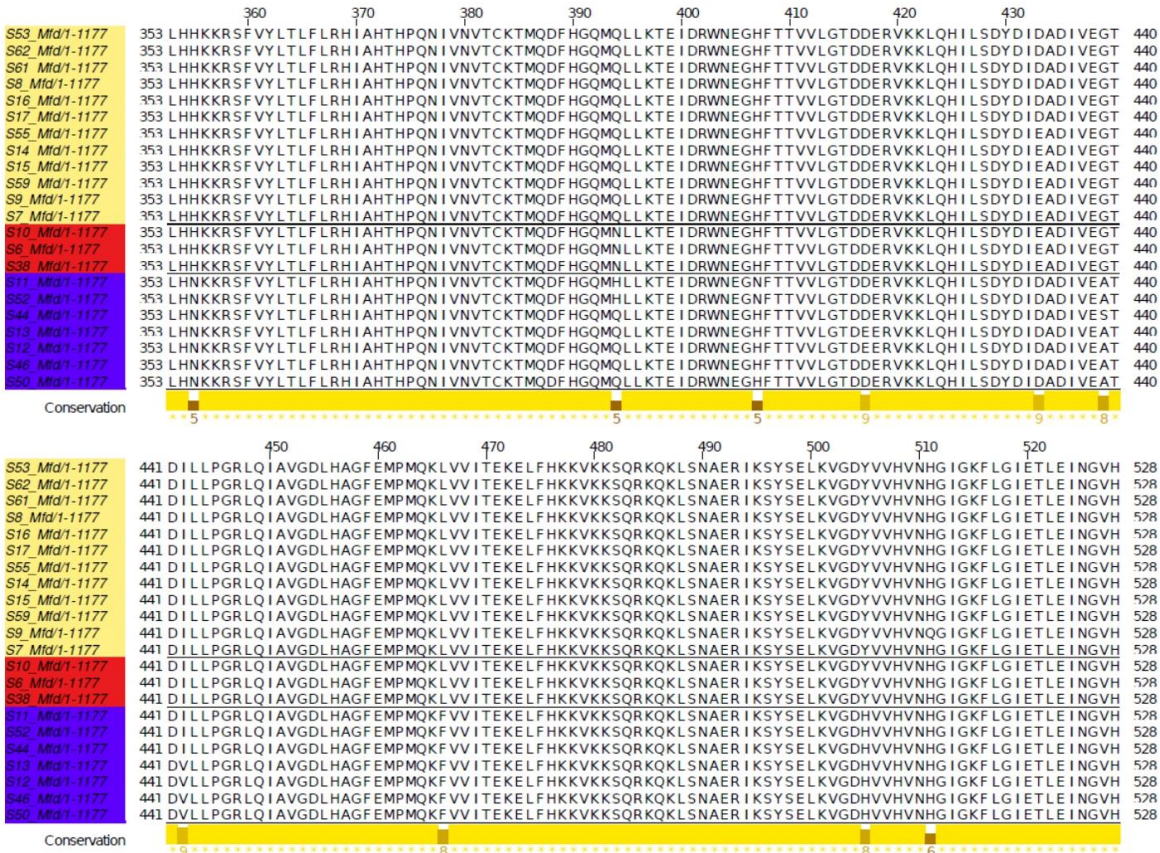 360 370 380 390 400 410 420 430
S53_Mfd/1-1177 353 LHHKKRSFVYLTLFLRHIAHTHPQNIVNVTCKTMQDFHGQMQLLKTEIDRWNEGHFTTVVLGTDDERVKKLQHILSDYDIDADIVEGT 440
S62_Mfd/1-1177 353 LHHKKRSFVYLTLFLRHIAHTHPQNIVNVTCKTMQDFHGQMQLLKTEIDRWNEGHFTTVVLGTDDERVKKLQHILSDYDIDADIVEGT 440
S61_Mfd/1-1177 353 LHHKKRSFVYLTLFLRHIAHTHPQNIVNVTCKTMQDFHGQMQLLKTEIDRWNEGHFTTVVLGTDDERVKKLQHILSDYDIDADIVEGT 440
S8_Mfd/1-1177 353 LHHKKRSFVYLTLFLRHIAHTHPQNIVNVTCKTMQDFHGQMQLLKTEIDRWNEGHFTTVVLGTDDERVKKLQHILSDYDIDADIVEGT 440
S16_Mfd/1-1177 353 LHHKKRSFVYLTLFLRHIAHTHPQNIVNVTCKTMQDFHGQMQLLKTEIDRWNEGHFTTVVLGTDDERVKKLQHILSDYDIDADIVEGT 440
S17_Mfd/1-1177 353 LHHKKRSFVYLTLFLRHIAHTHPQNIVNVTCKTMQDFHGQMQLLKTEIDRWNEGHFTTVVLGTDDERVKKLQHILSDYDIDADIVEGT 440
S55_Mfd/1-1177 353 LHHKKRSFVYLTLFLRHIAHTHPQNIVNVTCKTMQDFHGQMQLLKTEIDRWNEGHFTTVVLGTDDERVKKLQHILSDYDIEADIVEGT 440
S14_Mfd/1-1177 353 LHHKKRSFVYLTLFLRHIAHTHPQNIVNVTCKTMQDFHGQMQLLKTEIDRWNEGHFTTVVLGTDDERVKKLQHILSDYDIEADIVEGT 440
S15_Mfd/1-1177 353 LHHKKRSFVYLTLFLRHIAHTHPQNIVNVTCKTMQDFHGQMQLLKTEIDRWNEGHFTTVVLGTDDERVKKLQHILSDYDIEADIVEGT 440
S59_Mfd/1-1177 353 LHHKKRSFVYLTLFLRHIAHTHPQNIVNVTCKTMQDFHGQMQLLKTEIDRWNEGHFTTVVLGTDDERVKKLQHILSDYDIEADIVEGT 440
S9_Mfd/1-1177 353 LHHKKRSFVYLTLFLRHIAHTHPQNIVNVTCKTMQDFHGQMQLLKTEIDRWNEGHFTTVVLGTDDERVKKLQHILSDYDIEADIVEGT 440
S7_Mfd/1-1177 353 LHHKKRSFVYLTLFLRHIAHTHPQNIVNVTCKTMQDFHGQMQLLKTEIDRWNEGHFTTVVLGTDDERVKKLQHILSDYDIEADIVEGT 440
S10_Mfd/1-1177 353 LHHKKRSFVYLTLFLRHIAHTHPQNIVNVTCKTMQDFHGQMNLLKTEIDRWNEGHFTTVVLGTDDERVKKLQHILSDYDIEADIVEGT 440
S6_Mfd/1-1177 353 LHHKKRSFVYLTLFLRHIAHTHPQNIVNVTCKTMQDFHGQMNLLKTEIDRWNEGHFTTVVLGTDDERVKKLQHILSDYDIEADIVEGT 440
S38_Mfd/1-1177 353 LHHKKRSFVYLTLFLRHIAHTHPQNIVNVTCKTMQDFHGQMNLLKTEIDRWNEGHFTTVVLGTDDERVKKLQHILSDYDIEADIVEGT 440
S11_Mfd/1-1177 353 LHNKKRSFVYLTLFLRHIAHTHPQNIVNVTCKTMQDFHGQMHLLKTEIDRWNEGNFTTVVLGTDDERVKKLQHILSDYDIDADIVEAT 440
S52_Mfd/1-1177 353 LHNKKRSFVYLTLFLRHIAHTHPQNIVNVTCKTMQDFHGQMHLLKTEIDRWNEGNFTTVVLGTDDERVKKLQHILSDYDIDADIVEAT 440
S44_Mfd/1-1177 353 LHNKKRSFVYLTLFLRHIAHTHPQNIVNVTCKTMQDFHGQMQLLKTEIDRWNEGNFTTVVLGTDDERVKKLQHILSDYDIDADIVEST 440
S13_Mfd/1-1177 353 LHNKKRSFVYLTLFLRHIAHTHPQNIVNVTCKTMQDFHGQMQLLKTEIDRWNEGHFTTVVLGTDEERVKKLQHILSDYDIDADIVEAT 440
S12_Mfd/1-1177 353 LHNKKRSFVYLTLFLRHIAHTHPQNIVNVTCKTMQDFHGQMQLLKTEIDRWNEGHFTTVVLGTDEERVKKLQHILSDYDIDADIVEAT 440
S46_Mfd/1-1177 353 LHNKKRSFVYLTLFLRHIAHTHPQNIVNVTCKTMQDFHGQMQLLKTEIDRWNEGHFTTVVLGTDDERVKKLQHILSDYDIDADIVEAT 440
S50_Mfd/1-1177 353 LHNKKRSFVYLTLFLRHIAHTHPQNIVNVTCKTMQDFHGQMQLLKTEIDRWNEGHFTTVVLGTDDERVKKLQHILSDYDIDADIVEAT 440
Conservation
**5**************************************5************5*********9***************9*****8*
450 460 470 480 490 500 510 520
S53_Mfd/1-1177 441 DILLPGRLQIAVGDLHAGFEMPMQKLVVITEKELFHKKVKKSQRKQKLSNAERIKSYSELKVGDYVVHVNHGIGKFLGIETLEINGVH 528
S62_Mfd/1-1177 441 DILLPGRLQIAVGDLHAGFEMPMQKLVVITEKELFHKKVKKSQRKQKLSNAERIKSYSELKVGDYVVHVNHGIGKFLGIETLEINGVH 528
S61_Mfd/1-1177 441 DILLPGRLQIAVGDLHAGFEMPMQKLVVITEKELFHKKVKKSQRKQKLSNAERIKSYSELKVGDYVVHVNHGIGKFLGIETLEINGVH 528
S8_Mfd/1-1177 441 DILLPGRLQIAVGDLHAGFEMPMQKLVVITEKELFHKKVKKSQRKQKLSNAERIKSYSELKVGDYVVHVNHGIGKFLGIETLEINGVH 528
S16_Mfd/1-1177 441 DILLPGRLQIAVGDLHAGFEMPMQKLVVITEKELFHKKVKKSQRKQKLSNAERIKSYSELKVGDYVVHVNHGIGKFLGIETLEINGVH 528
S17_Mfd/1-1177 441 DILLPGRLQIAVGDLHAGFEMPMQKLVVITEKELFHKKVKKSQRKQKLSNAERIKSYSELKVGDYVVHVNHGIGKFLGIETLEINGVH 528
S55_Mfd/1-1177 441 DILLPGRLQIAVGDLHAGFEMPMQKLVVITEKELFHKKVKKSQRKQKLSNAERIKSYSELKVGDYVVHVNHGIGKFLGIETLEINGVH 528
S14_Mfd/1-1177 441 DILLPGRLQIAVGDLHAGFEMPMQKLVVITEKELFHKKVKKSQRKQKLSNAERIKSYSELKVGDYVVHVNHGIGKFLGIETLEINGVH 528
S15_Mfd/1-1177 441 DILLPGRLQIAVGDLHAGFEMPMQKLVVITEKELFHKKVKKSQRKQKLSNAERIKSYSELKVGDYVVHVNHGIGKFLGIETLEINGVH 528
S59_Mfd/1-1177 441 DILLPGRLQIAVGDLHAGFEMPMQKLVVITEKELFHKKVKKSQRKQKLSNAERIKSYSELKVGDYVVHVNHGIGKFLGIETLEINGVH 528
S9_Mfd/1-1177 441 DILLPGRLQIAVGDLHAGFEMPMQKLVVITEKELFHKKVKKSQRKQKLSNAERIKSYSELKVGDYVVHVNQGIGKFLGIETLEINGVH 528
S7_Mfd/1-1177 441 DILLPGRLQIAVGDLHAGFEMPMQKLVVITEKELFHKKVKKSQRKQKLSNAERIKSYSELKVGDYVVHVNHGIGKFLGIETLEINGVH 528
S10_Mfd/1-1177 441 DILLPGRLQIAVGDLHAGFEMPMQKLVVITEKELFHKKVKKSQRKQKLSNAERIKSYSELKVGDYVVHVNHGIGKFLGIETLEINGVH 528
S6_Mfd/1-1177 441 DILLPGRLQIAVGDLHAGFEMPMQKLVVITEKELFHKKVKKSQRKQKLSNAERIKSYSELKVGDYVVHVNHGIGKFLGIETLEINGVH 528
S38_Mfd/1-1177 441 DILLPGRLQIAVGDLHAGFEMPMQKLVVITEKELFHKKVKKSQRKQKLSNAERIKSYSELKVGDYVVHVNHGIGKFLGIETLEINGVH 528
S11_Mfd/1-1177 441 DILLPGRLQIAVGDLHAGFEMPMQKFVVITEKELFHKKVKKSQRKQKLSNAERIKSYSELKVGDHVVHVNHGIGKFLGIETLEINGVH 528
S52_Mfd/1-1177 441 DILLPGRLQIAVGDLHAGFEMPMQKFVVITEKELFHKKVKKSQRKQKLSNAERIKSYSELKVGDHVVHVNHGIGKFLGIETLEINGVH 528
S44_Mfd/1-1177 441 DILLPGRLQIAVGDLHAGFEMPMQKFVVITEKELFHKKVKKSQRKQKLSNAERIKSYSELKVGDHVVHVNHGIGKFLGIETLEINGVH 528
S13_Mfd/1-1177 441 DVLLPGRLQIAVGDLHAGFEMPMQKFVVITEKELFHKKVKKSQRKQKLSNAERIKSYSELKVGDHVVHVNHGIGKFLGIETLEINGVH 528
S12_Mfd/1-1177 441 DVLLPGRLQIAVGDLHAGFEMPMQKFVVITEKELFHKKVKKSQRKQKLSNAERIKSYSELKVGDHVVHVNHGIGKFLGIETLEINGVH 528
S46_Mfd/1-1177 441 DVLLPGRLQIAVGDLHAGFEMPMQKFVVITEKELFHKKVKKSQRKQKLSNAERIKSYSELKVGDHVVHVNHGIGKFLGIETLEINGVH 528
S50_Mfd/1-1177 441 DVLLPGRLQIAVGDLHAGFEMPMQKFVVITEKELFHKKVKKSQRKQKLSNAERIKSYSELKVGDHVVHVNHGIGKFLGIETLEINGVH 528
Conservation
*9***********************8**************************************8*****6*****************